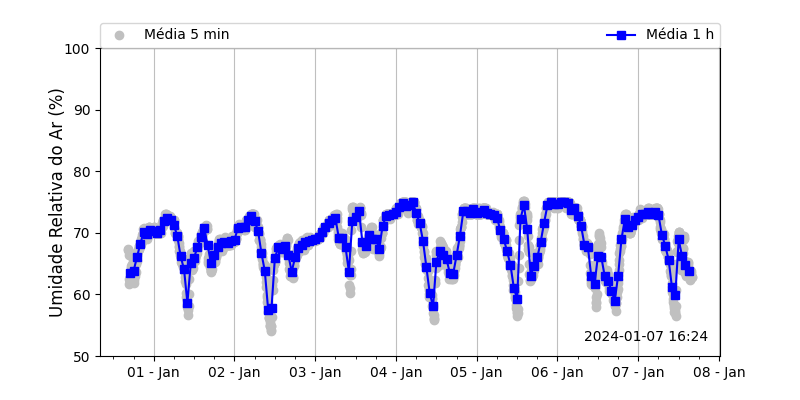 Média 5 min
Média 1 h
Umidade Relativa do Ar (%)
100
90
80
70
60
50
2024-01-07 16:24
01 - Jan
02 - Jan
03 - Jan
04 - Jan
05 - Jan
06 - Jan
07 - Jan
08 - Jan